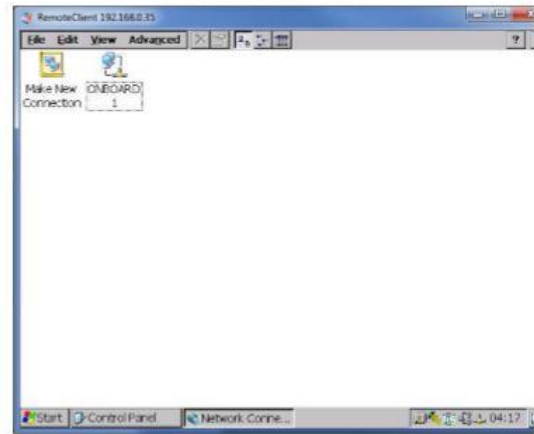 RemoteClient 192.166.0.35
File Edit View Advanced ?
Make New
Connection
ONBOARD
1
Start Control Panel Network Conne... 04:17